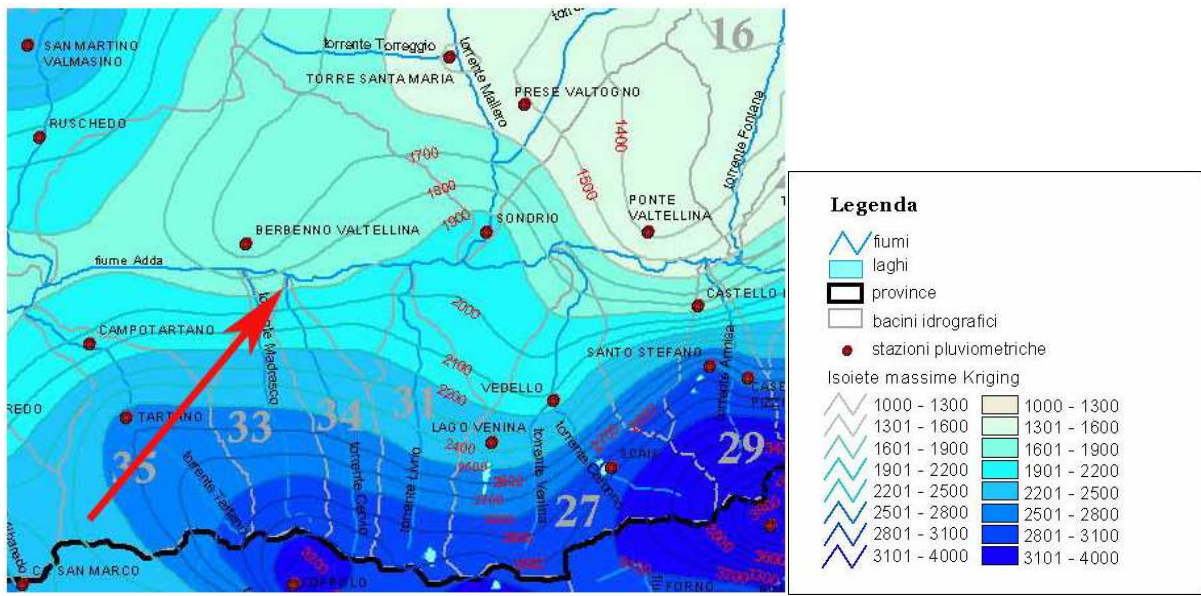 SAN MARTINO
VALMASINO
torrente Torreggio
TORRE SANTA MARIA
torrente Mallero
16
PRESE VALTOGNO
torrente Fontana
RUSCHEDO
1400
1500
1700
1800
1900
BERBENNO VALTELLINA
SONDRIO
PONTE
VALTELLINA
fiume Adda
CASTELLO
2000
CAMPOTARTANO
torrente Madrasco
SANTO STEFANO
torrente Armisa
2100
2200
VEDELLO
TARTANO
33
34
31
LAGO VENINA
2400
29
35
torrente Cervio
torrente Livrio
torrente Venina
27
SAN MARCO
FORNO
Legenda
fiumi
laghi
province
bacini idrografici
stazioni pluviometriche
Isoiete massime Kriging
1000 - 1300 1000 - 1300
1301 - 1600 1301 - 1600
1601 - 1900 1601 - 1900
1901 - 2200 1901 - 2200
2201 - 2500 2201 - 2500
2501 - 2800 2501 - 2800
2801 - 3100 2801 - 3100
3101 - 4000 3101 - 4000